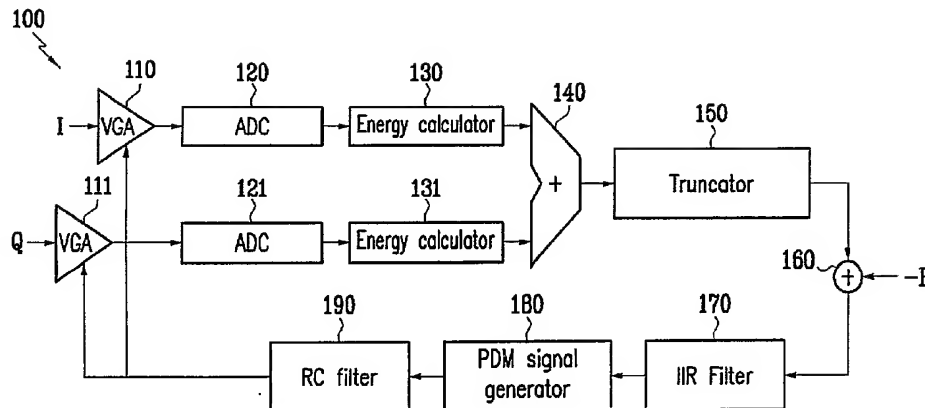 100
110
120
130
140
150
I
VGA
ADC
Energy calculator
Truncator
111
121
131
+
Q
VGA
ADC
Energy calculator
160
+
190
180
170
RC filter
PDM signal
generator
IIR Filter